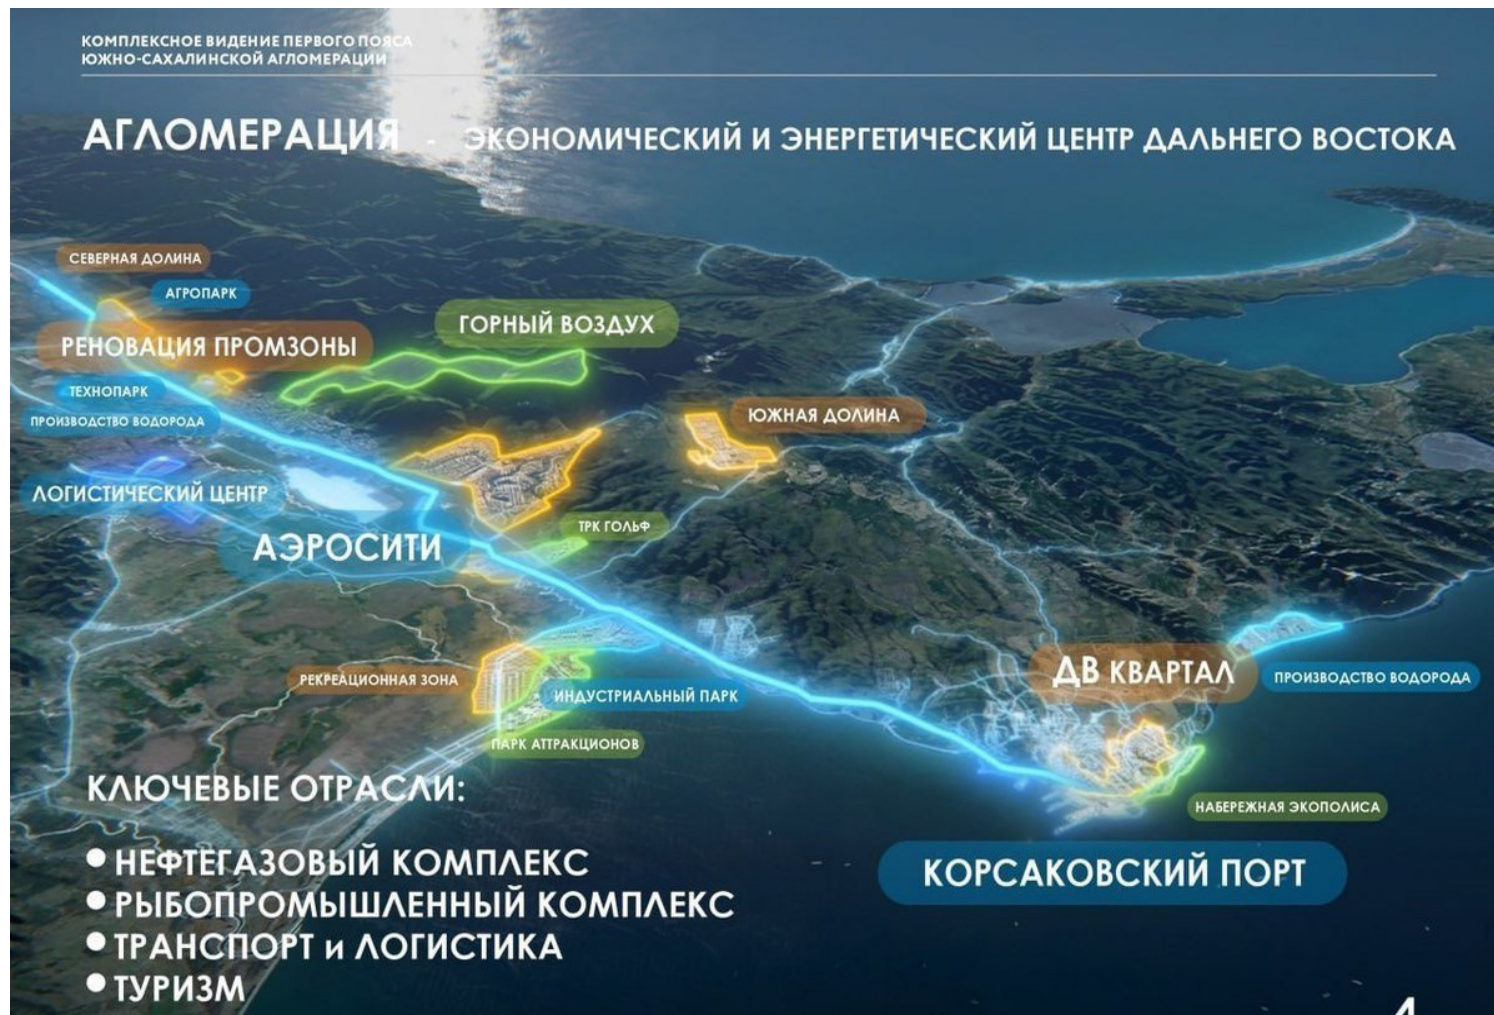 КОМПЛЕКСНОЕ ВИДЕНИЕ ПЕРВОГО ПОЯСА
ЮЖНО-САХАЛИНСКОЙ АГЛОМЕРАЦИИ
АГЛОМЕРАЦИЯ - ЭКОНОМИЧЕСКИЙ И ЭНЕРГЕТИЧЕСКИЙ ЦЕНТР ДАЛЬНЕГО ВОСТОКА
СЕВЕРНАЯ ДОЛИНА
АГРОПАРК
ГОРНЫЙ ВОЗДУХ
РЕНОВАЦИЯ ПРОМЗОНЫ
ТЕХНОПАРК
ПРОИЗВОДСТВО ВОДОРОДА
ЮЖНАЯ ДОЛИНА
ЛОГИСТИЧЕСКИЙ ЦЕНТР
ТРК ГОЛЬФ
АЭРОСИТИ
РЕКРЕАЦИОННАЯ ЗОНА
ИНДУСТРИАЛЬНЫЙ ПАРК
ДВ КВАРТАЛ
ПРОИЗВОДСТВО ВОДОРОДА
ПАРК АТТРАКЦИОНОВ
НАБЕРЕЖНАЯ ЭКОПОЛИСА
КОРСАКОВСКИЙ ПОРТ
КЛЮЧЕВЫЕ ОТРАСЛИ:
● НЕФТЕГАЗОВЫЙ КОМПЛЕКС
● РЫБОПРОМЫШЛЕННЫЙ КОМПЛЕКС
● ТРАНСПОРТ и ЛОГИСТИКА
● ТУРИЗМ
4